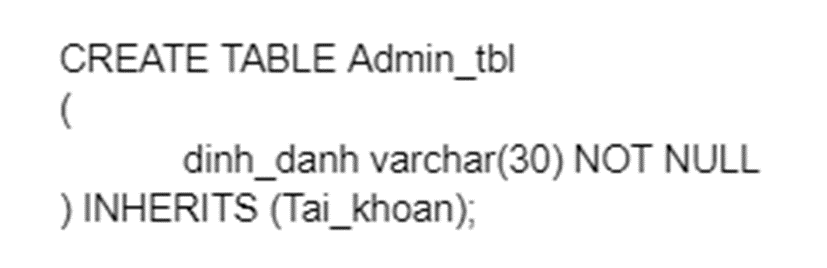 CREATE TABLE Admin_tbl
(
dinh_danh varchar(30) NOT NULL
) INHERITS (Tai_khoan);